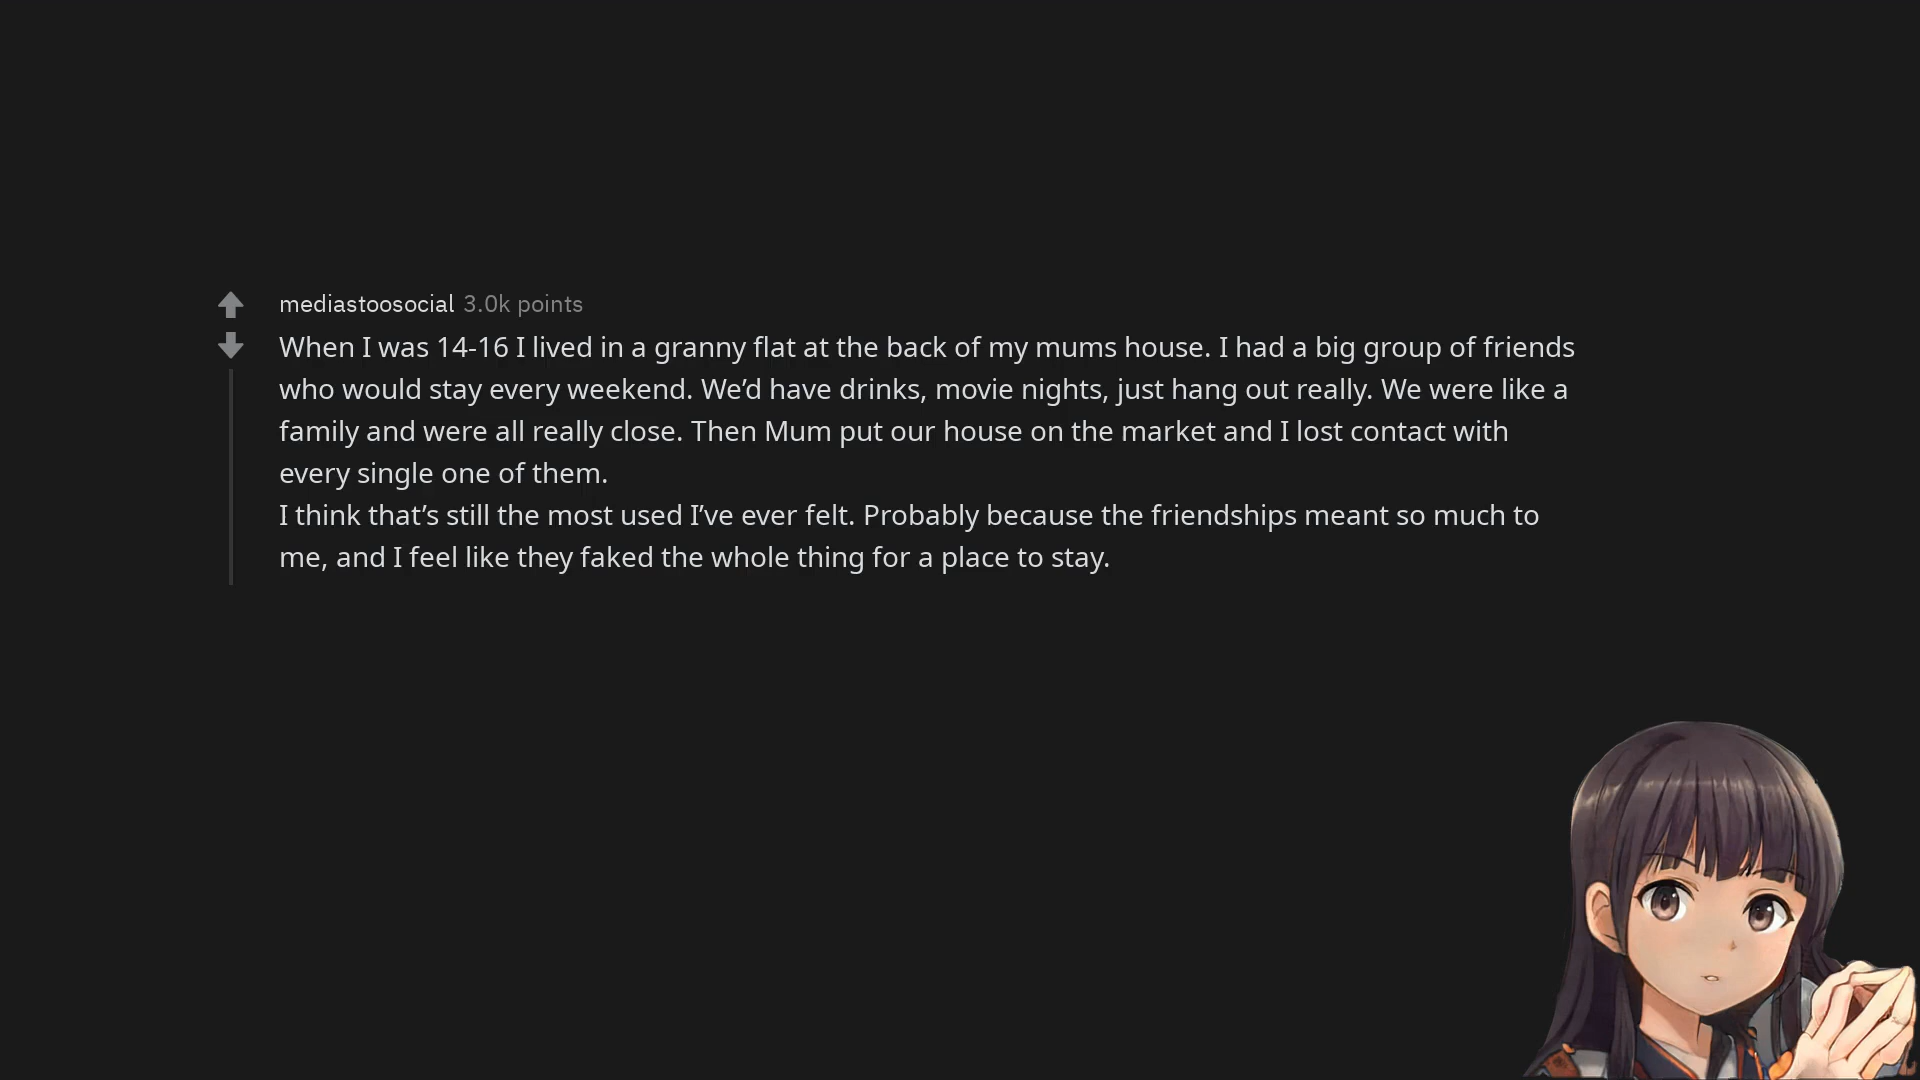 mediastoosocial 3.0k points
When I was 14-16 I lived in a granny flat at the back of my mums house. I had a big group of friends
who would stay every weekend. We’d have drinks, movie nights, just hang out really. We were like a
family and were all really close. Then Mum put our house on the market and I lost contact with
every single one of them.
I think that’s still the most used I’ve ever felt. Probably because the friendships meant so much to
me, and I feel like they faked the whole thing for a place to stay.